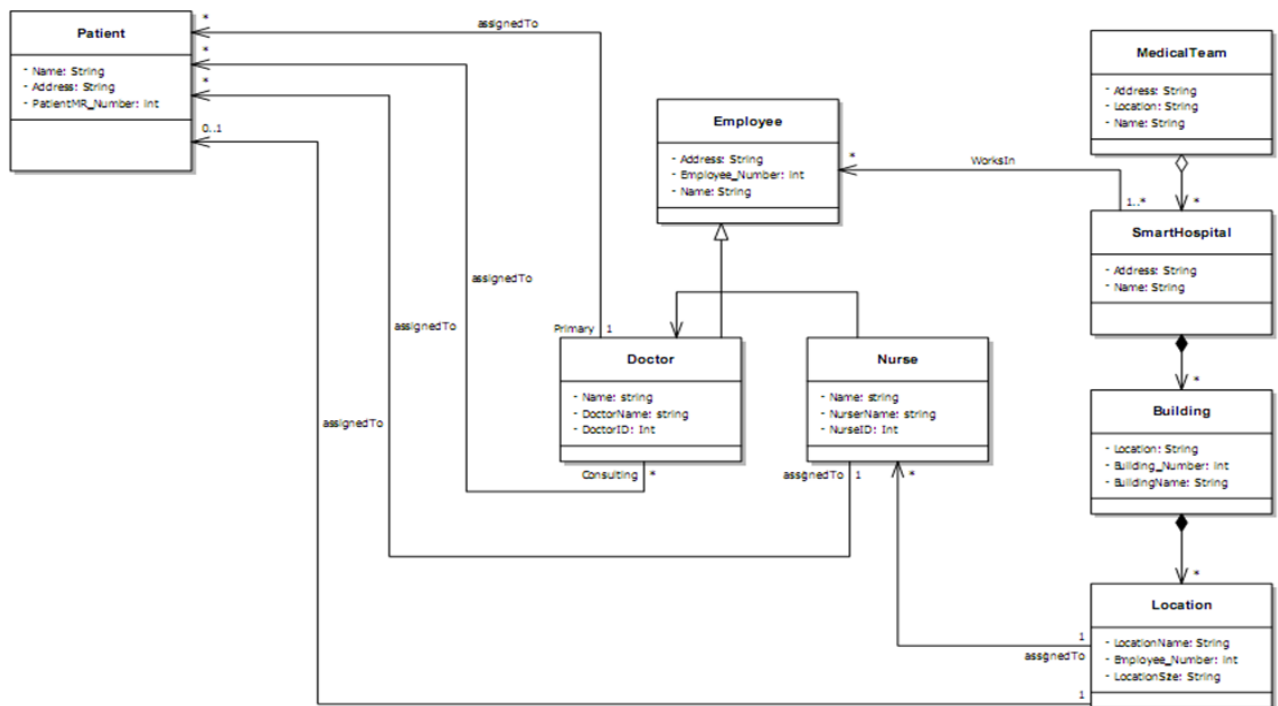 Patient
- Name: String
- Address: String
- PatientMR_Number: Int
*
assignedTo
*
*
0..1
MedicalTeam
- Address: String
- Location: String
- Name: String
Employee
- Address: String
- Employee_Number: Int
- Name: String
*
WorksIn
1..*
*
SmartHospital
- Address: String
- Name: String
assignedTo
assignedTo
assignedTo
Primary
1
Doctor
- Name: string
- DoctorName: string
- DoctorID: Int
Consulting
*
Nurse
- Name: string
- NurserName: string
- NurseID: Int
assignedTo
1
*
*
Building
- Location: String
- Building_Number: Int
- BuildingName: String
*
Location
- LocationName: String
- Employee_Number: Int
- LocationSize: String
1
assignedTo
1